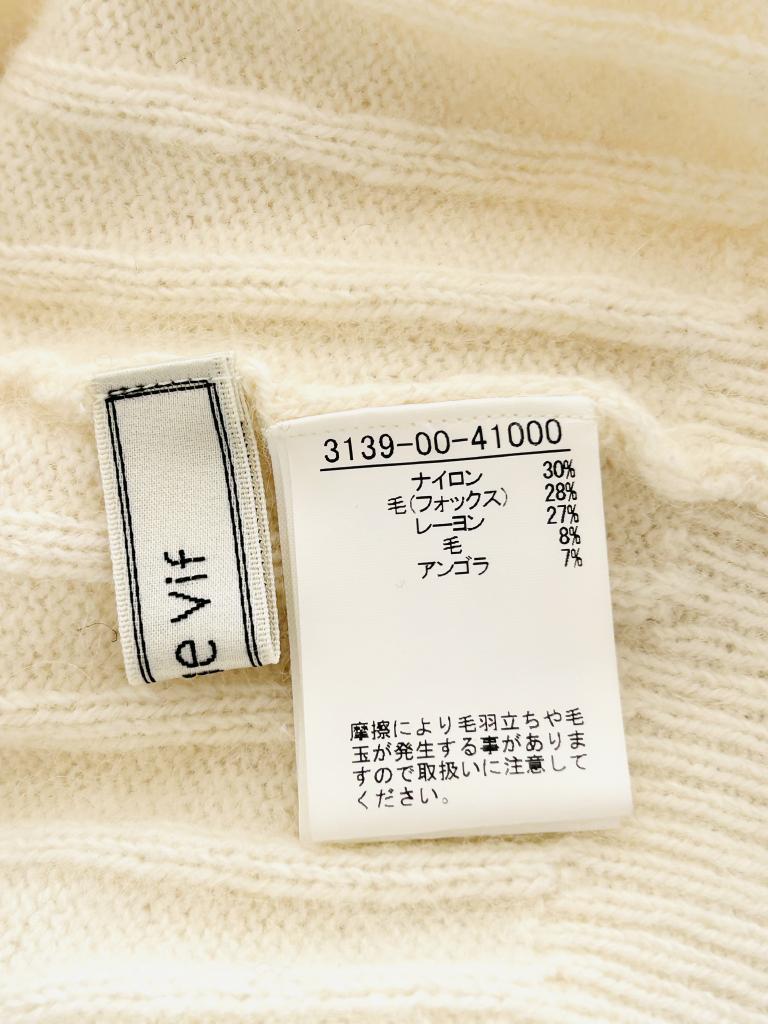 e vif
3139-00-41000
ナイロン 30%
毛(フォックス) 28%
レーヨン 27%
毛 8%
アンゴラ 7%
摩擦により毛羽立ちや毛
玉が発生する事がありま
すので取扱いに注意して
ください。